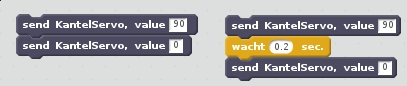 send KantelServo, value 90
send KantelServo, value 0
send KantelServo, value 90
wacht 0.2 sec.
send KantelServo, value 0